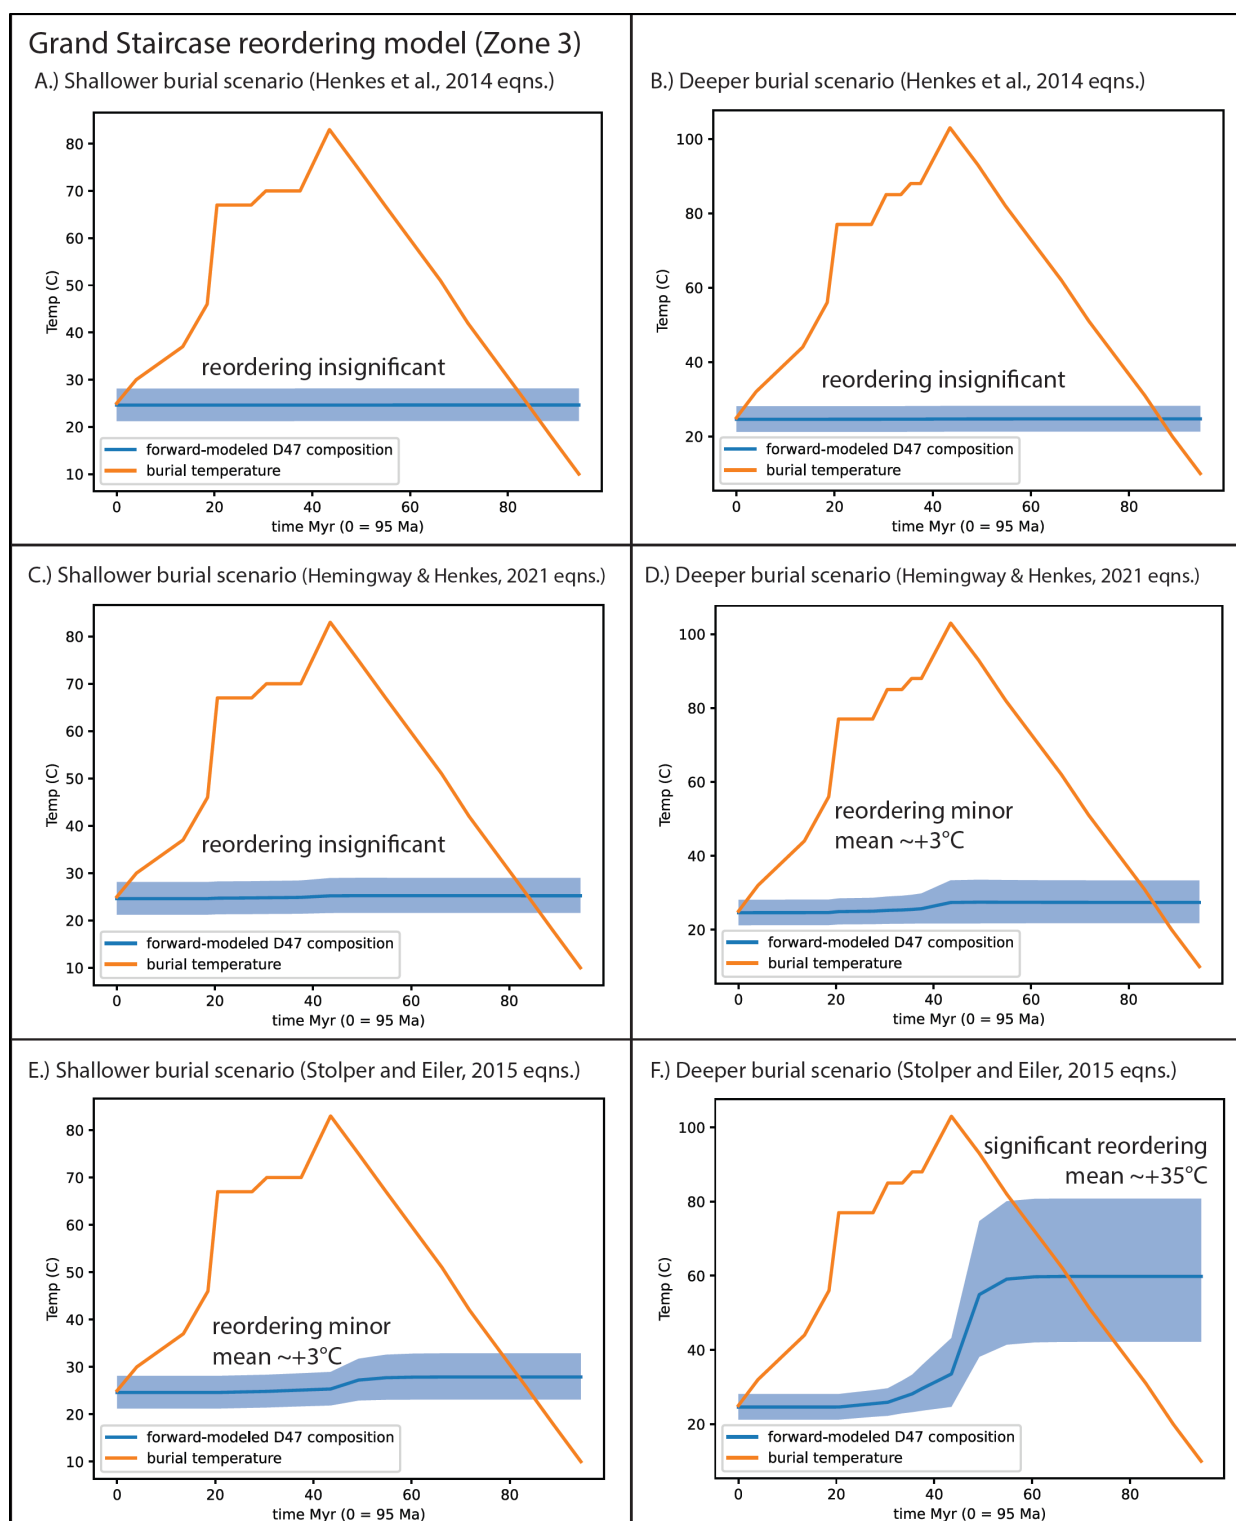 Grand Staircase reordering model (Zone 3)
A.) Shallower burial scenario (Henkes et al., 2014 eqns.)
80
70
60
50
40
30
20
10
Temp (C)
reordering insignificant
forward-modeled D47 composition
burial temperature
0 20 40 60 80
time Myr (0 = 95 Ma)
B.) Deeper burial scenario (Henkes et al., 2014 eqns.)
100
80
60
40
20
Temp (C)
reordering insignificant
forward-modeled D47 composition
burial temperature
0 20 40 60 80
time Myr (0 = 95 Ma)
C.) Shallower burial scenario (Hemingway & Henkes, 2021 eqns.)
80
70
60
50
40
30
20
10
Temp (C)
reordering insignificant
forward-modeled D47 composition
burial temperature
0 20 40 60 80
time Myr (0 = 95 Ma)
D.) Deeper burial scenario (Hemingway & Henkes, 2021 eqns.)
100
80
60
40
20
Temp (C)
reordering minor
mean ~+3°C
forward-modeled D47 composition
burial temperature
0 20 40 60 80
time Myr (0 = 95 Ma)
E.) Shallower burial scenario (Stolper and Eiler, 2015 eqns.)
80
70
60
50
40
30
20
10
Temp (C)
reordering minor
mean ~+3°C
forward-modeled D47 composition
burial temperature
0 20 40 60 80
time Myr (0 = 95 Ma)
F.) Deeper burial scenario (Stolper and Eiler, 2015 eqns.)
100
80
60
40
20
Temp (C)
significant reordering
mean ~+35°C
forward-modeled D47 composition
burial temperature
0 20 40 60 80
time Myr (0 = 95 Ma)